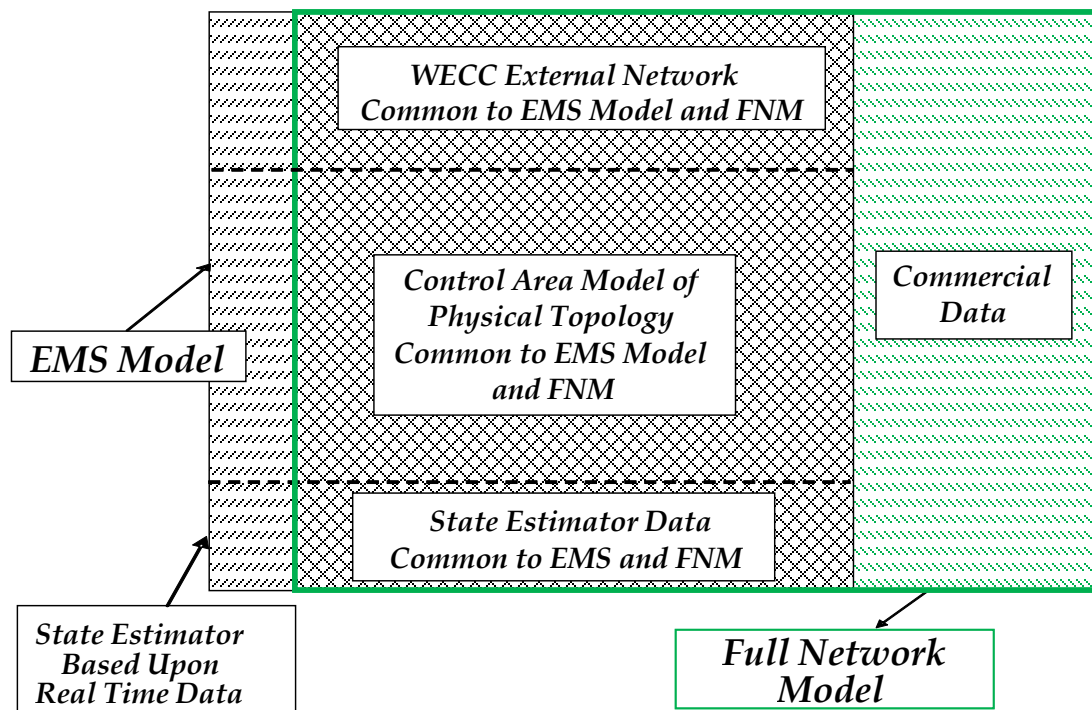 WECC External Network
Common to EMS Model and FNM
Control Area Model of
Physical Topology
Common to EMS Model
and FNM
Commercial
Data
EMS Model
State Estimator Data
Common to EMS and FNM
State Estimator
Based Upon
Real Time Data
Full Network
Model